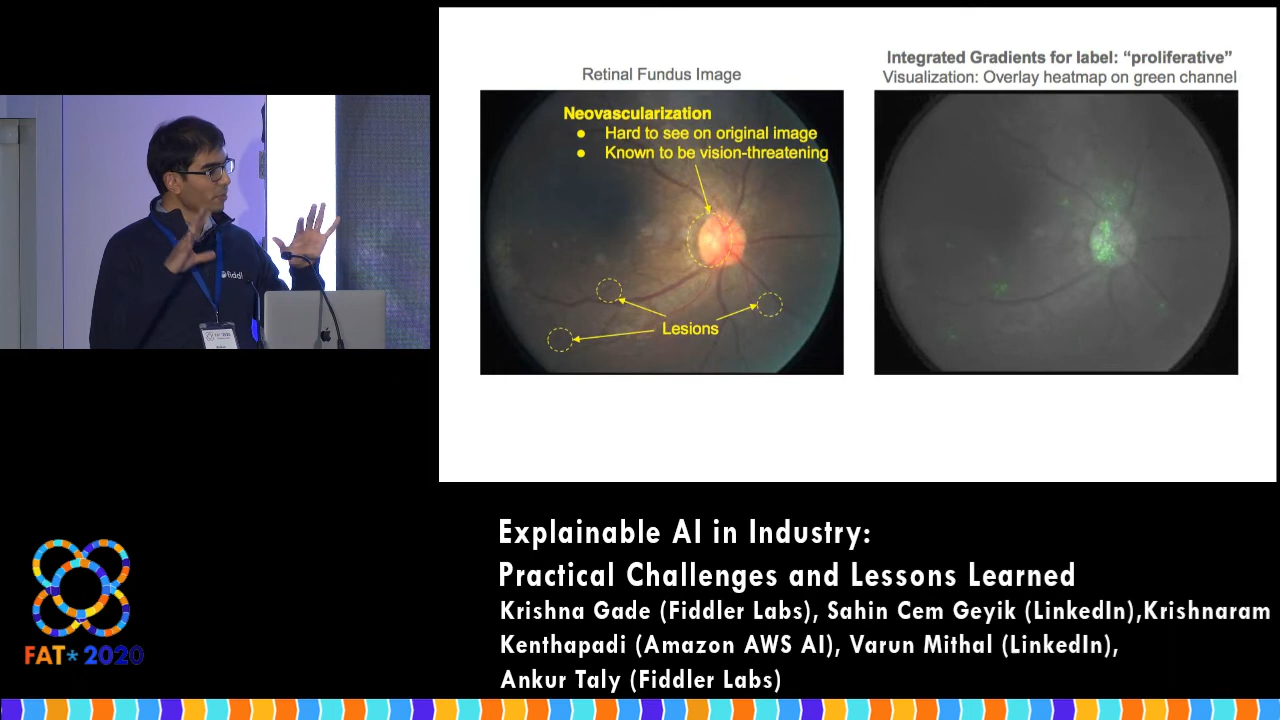 Retinal Fundus Image
Neovascularization
● Hard to see on original image
● Known to be vision-threatening
Lesions
Integrated Gradients for label: “proliferative”
Visualization: Overlay heatmap on green channel
fiddl
Explainable AI in Industry:
Practical Challenges and Lessons Learned
Krishna Gade (Fiddler Labs), Sahin Cem Geyik (LinkedIn),Krishnaram
Kenthapadi (Amazon AWS AI), Varun Mithal (LinkedIn),
Ankur Taly (Fiddler Labs)
FAT* 2020